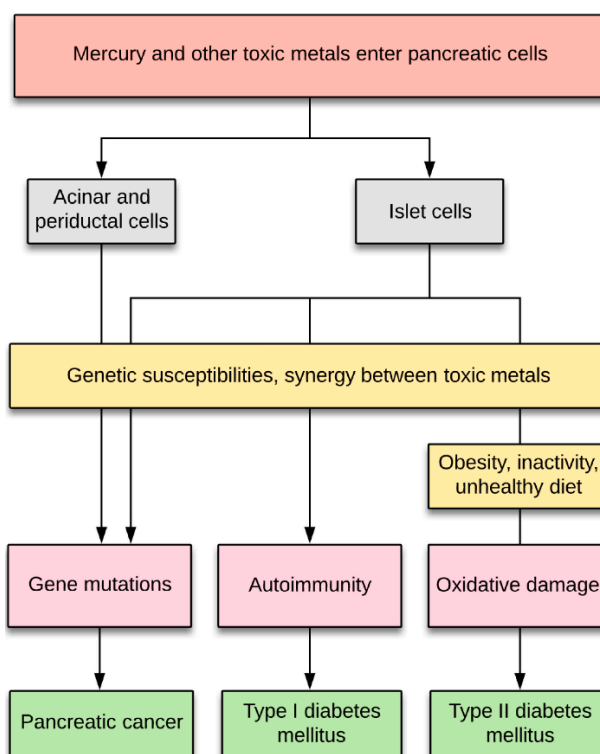 Mercury and other toxic metals enter pancreatic cells
Acinar and
periductal cells
Islet cells
Genetic susceptibilities, synergy between toxic metals
Obesity, inactivity,
unhealthy diet
Gene mutations
Autoimmunity
Oxidative damage
Pancreatic cancer
Type I diabetes
mellitus
Type II diabetes
mellitus